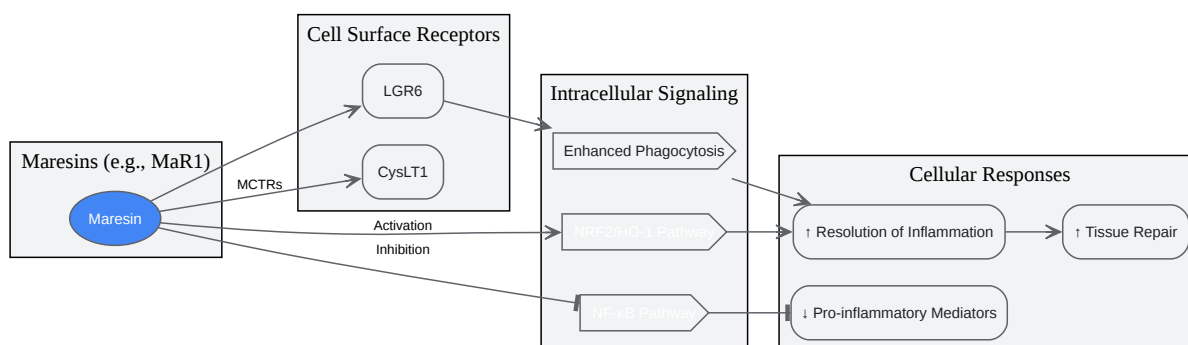 Cell Surface Receptors
LGR6
CysLT1
Maresins (e.g., MaR1)
Maresin
MCTRs
Activation
Inhibition
Intracellular Signaling
Enhanced Phagocytosis
NRF2/HO-1 Pathway
NF-κB Pathway
Cellular Responses
↑ Resolution of Inflammation
↑ Tissue Repair
↓ Pro-inflammatory Mediators